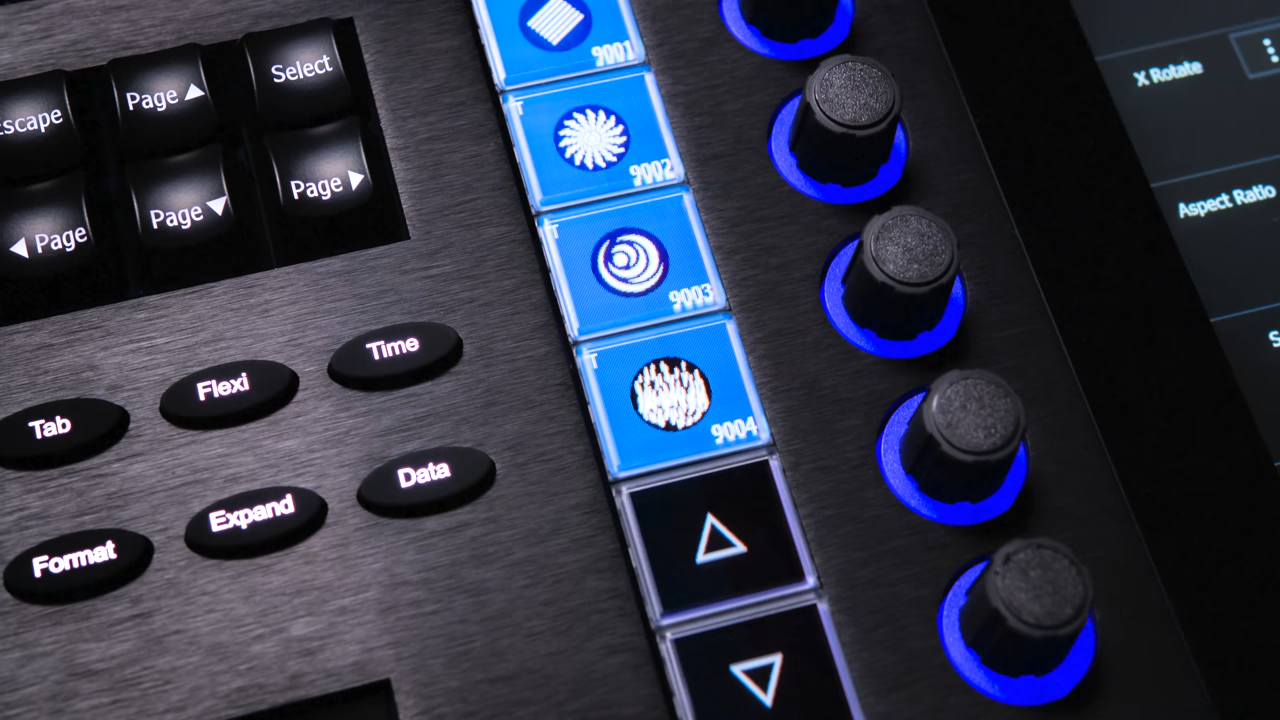 Escape
Page ▲
Select
◀ Page
Page ▼
Page ▶
Tab
Flexi
Time
Format
Expand
Data
9001
T
9002
T
9003
T
9004
X Rotate
Aspect Ratio